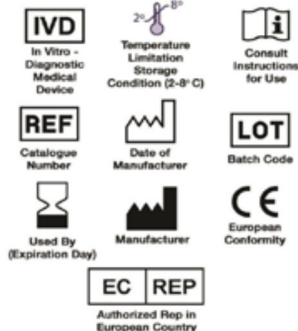 IVD
In Vitro -
Diagnostic
Medical
Device
2° 8°
Temperature
Limitation
Storage
Condition (2-8°C)
i
Consult
Instructions
for Use
REF
Catalogue
Number
Date of
Manufacturer
LOT
Batch Code
Used By
(Expiration Day)
Manufacturer
CE
European
Conformity
EC REP
Authorized Rep in
European Country